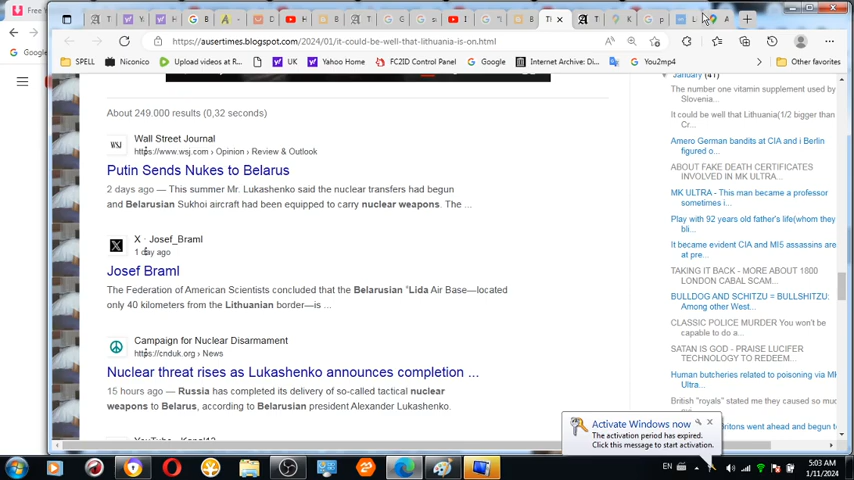 Free Y
ausertimes.blogspot.com/2024/01/it-could-be-well-that-lithuania-is-on.html
Googl
SPELL
Niconico
Upload videos at R...
UK
Yahoo Home
FC2ID Control Panel
Google
Internet Archive: Di...
You2mp4
Other favorites
About 249.000 results (0,32 seconds)
Wall Street Journal
https://www.wsj.com › Opinion › Review & Outlook
Putin Sends Nukes to Belarus
2 days ago — This summer Mr. Lukashenko said the nuclear transfers had begun
and Belarusian Sukhoi aircraft had been equipped to carry nuclear weapons. The ...
X · Josef_Braml
1 day ago
Josef Braml
The Federation of American Scientists concluded that the Belarusian "Lida Air Base—located
only 40 kilometers from the Lithuanian border—is ...
Campaign for Nuclear Disarmament
https://cnduk.org › News
Nuclear threat rises as Lukashenko announces completion ...
15 hours ago — Russia has completed its delivery of so-called tactical nuclear
weapons to Belarus, according to Belarusian president Alexander Lukashenko.
January (41)
The number one vitamin supplement used by
Slovenia...
It could be well that Lithuania(1/2 bigger than
Cr...
Amero German bandits at CIA and i Berlin
figured o...
ABOUT FAKE DEATH CERTIFICATES
INVOLVED IN MK ULTRA...
MK ULTRA - This man became a professor
sometimes i...
Play with 92 years old father's life(whom they
bli...
It became evident CIA and MI5 assassins are
at pre...
TAKING IT BACK - MORE ABOUT 1800
LONDON CABAL SCAM...
BULLDOG AND SCHITZU = BULLSHITZU:
Among other West...
CLASSIC POLICE MURDER You won't be
capable to do a...
SATAN IS GOD - PRAISE LUCIFER
TECHNOLOGY TO REDEEM...
Human butcheries related to poisoning via MK
Ultra...
British "royals" stated me they caused so muc
Activate Windows now
The activation period has expired.
Click this message to start activation.
EN
5:03 AM
1/11/2024